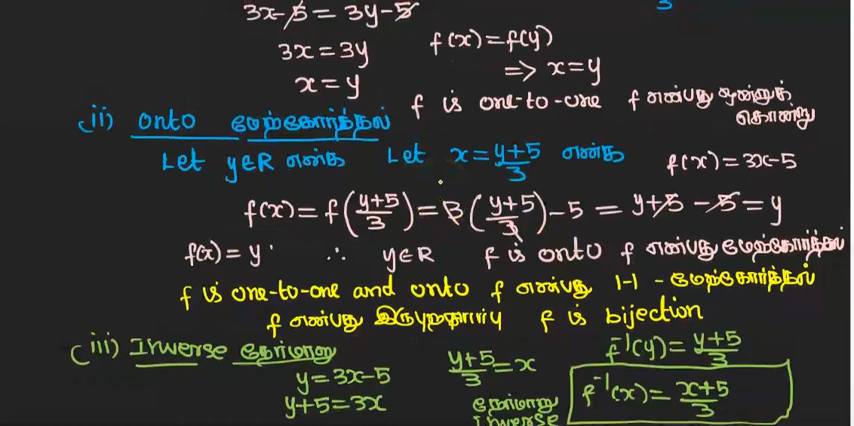 3x-5 = 3y-5
3
3x = 3y f(x) = f(y)
x = y => x = y
f is one-to-one f என்பது ஒன்றுக்கு கொன்று
(ii) onto மேற்கோர்த்தல்
Let y∈R என்க Let x = y+5/3 என்க f(x) = 3x-5
f(x) = f(y+5/3) = 3(y+5/3) - 5 = y+5 - 5 = y
f(x) = y ∴ y∈R f is onto f என்பது மேற்கோர்த்தல்
f is one-to-one and onto f என்பது 1-1 - மேற்கோர்த்தல்
f என்பது இருபுறசார்பு f is bijection
(iii) Inverse நேர்மாறு y+5/3 = x f⁻¹(y) = y+5/3
y = 3x-5
y+5 = 3x நேர்மாறு Inverse f⁻¹(x) = x+5/3